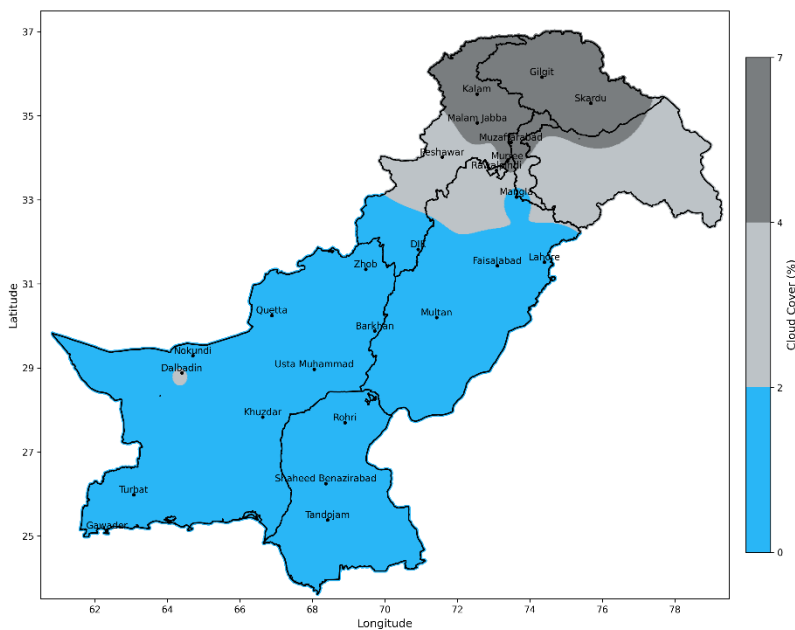 37
35
33
31
29
27
25
Latitude
62
64
66
68
70
72
74
76
78
Longitude
Gilgit
Kalam
Skardu
Malam Jabba
Muzaffarabad
Peshawar
Murree
Rawalpindi
Mangla
DIK
Lahore
Faisalabad
Zhob
Quetta
Multan
Barkhan
Nokundi
Dalbadin
Usta Muhammad
Khuzdar
Rohri
Shaheed Benazirabad
Turbat
Tandojam
Gawader
7
4
2
0
Cloud Cover (%)